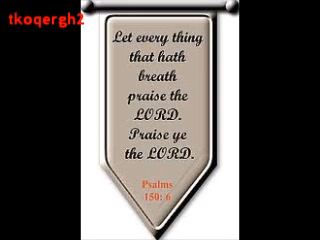 tkoqergh2
Let every thing
that hath
breath
praise the
LORD.
Praise ye
the LORD.
Psalms
150: 6